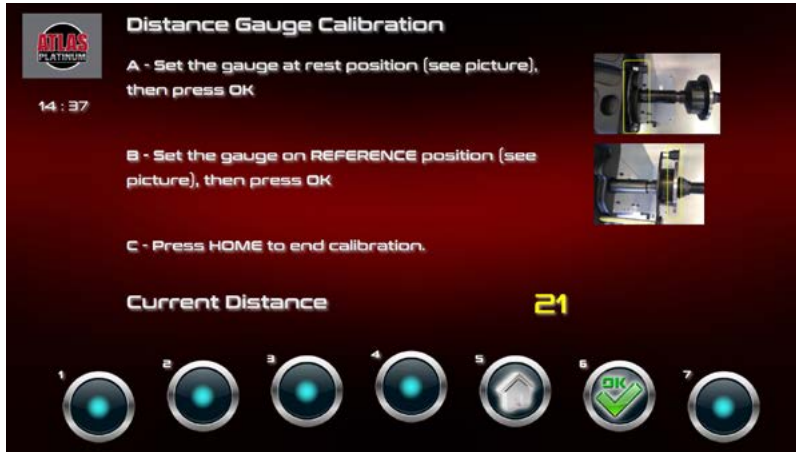 ATLAS
PLATINUM
Distance Gauge Calibration
A - Set the gauge at rest position (see picture),
then press OK
14 : 37
B - Set the gauge on REFERENCE position (see
picture), then press OK
C - Press HOME to end calibration.
Current Distance 21
1 2 3 4 5 6 7
OK